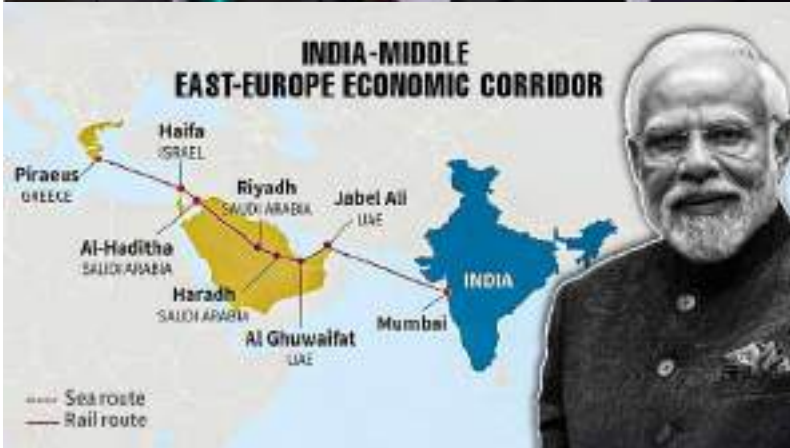 INDIA-MIDDLE
EAST-EUROPE ECONOMIC CORRIDOR
Haifa
ISRAEL
Piraeus
GREECE
Riyadh
SAUDI ARABIA
Jabel Ali
UAE
Al-Haditha
SAUDI ARABIA
Haradh
SAUDI ARABIA
Al Ghuwaifat
UAE
Mumbai
INDIA
Sea route
Rail route